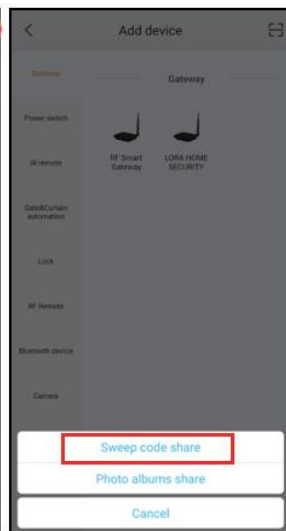 Add device
Gateway
Gateway
Power switch
RF Smart
Gateway
LORA HOME
SECURITY
IR remote
Gate&Curtain
automation
Lock
RF Remote
Bluetooth device
Camera
Sweep code share
Photo albums share
Cancel